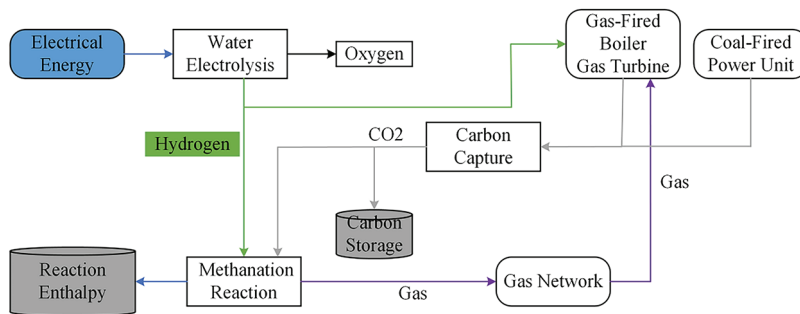 Electrical
Energy
Water
Electrolysis
Oxygen
Gas-Fired
Boiler
Gas Turbine
Coal-Fired
Power Unit
Hydrogen
CO2
Carbon
Capture
Gas
Carbon
Storage
Reaction
Enthalpy
Methanation
Reaction
Gas
Gas Network